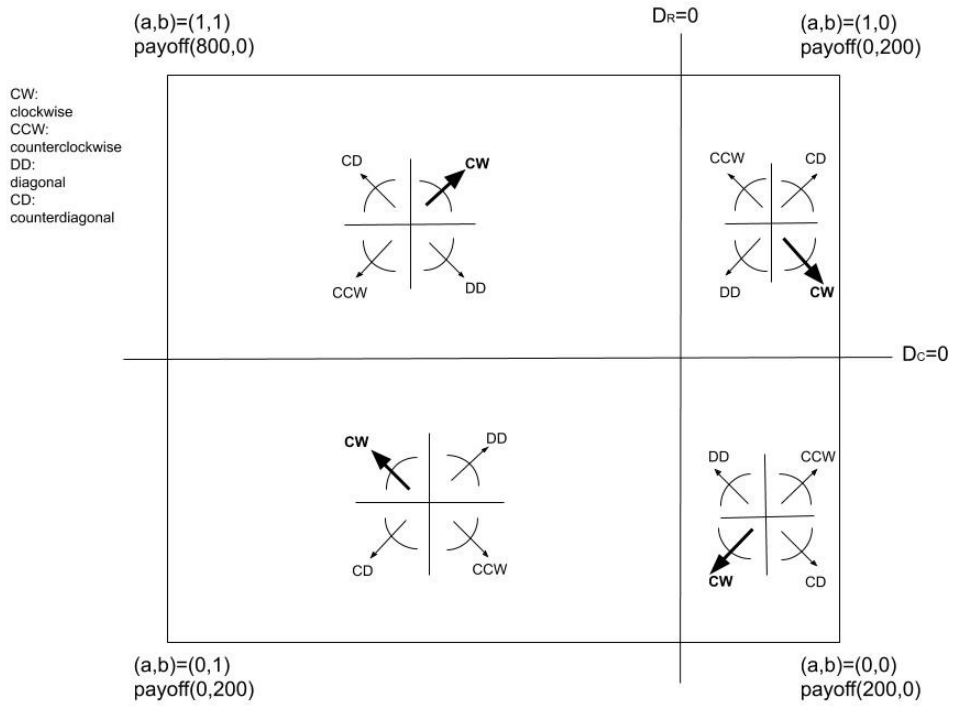 (a,b)=(1,1)
payoff(800,0)
DR=0
(a,b)=(1,0)
payoff(0,200)
CW:
clockwise
CCW:
counterclockwise
DD:
diagonal
CD:
counterdiagonal
CD
CW
CCW
DD
CCW
CD
DD
CW
Dc=0
CW
DD
CD
CCW
DD
CCW
CW
CD
(a,b)=(0,1)
payoff(0,200)
(a,b)=(0,0)
payoff(200,0)